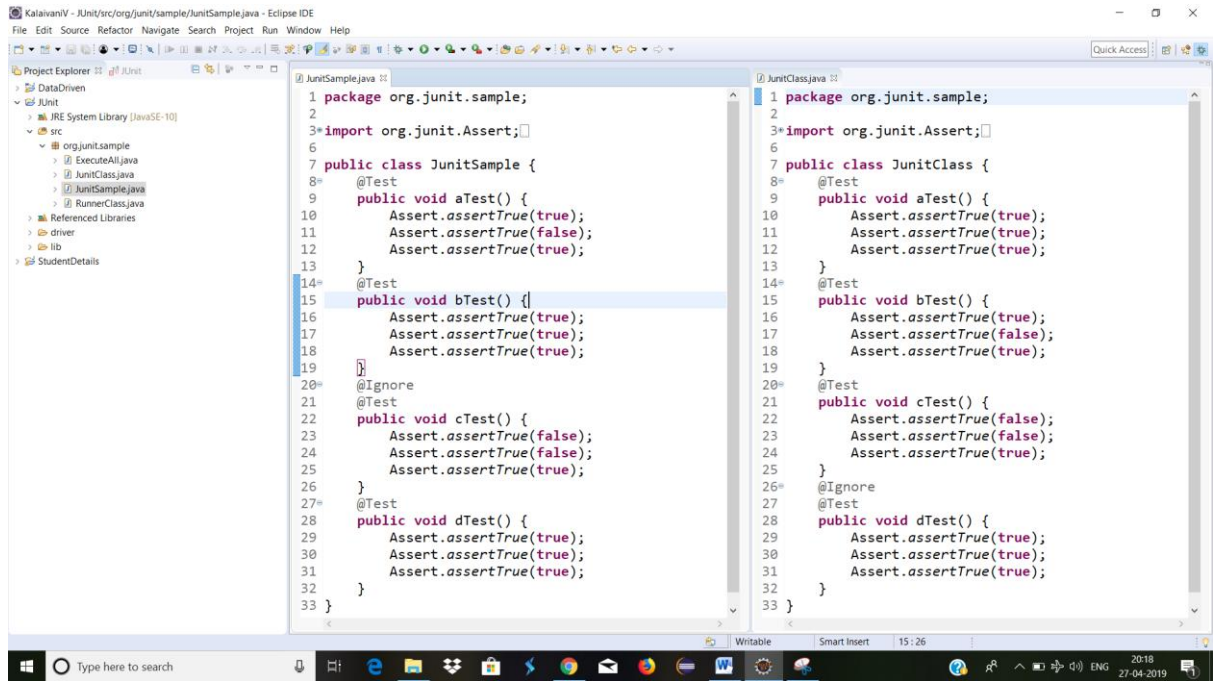 KalaivaniV - JUnit/src/org/junit/sample/JunitSample.java - Eclipse IDE
File Edit Source Refactor Navigate Search Project Run Window Help
Quick Access
Project Explorer
JUnit
DataDriven
JUnit
JRE System Library [JavaSE-10]
src
org.junit.sample
ExecuteAll.java
JunitClass.java
JunitSample.java
RunnerClass.java
Referenced Libraries
driver
lib
StudentDetails
JunitSample.java
1 package org.junit.sample;
2
3 import org.junit.Assert;
6
7 public class JunitSample {
8 @Test
9 public void aTest() {
10 Assert.assertTrue(true);
11 Assert.assertTrue(false);
12 Assert.assertTrue(true);
13 }
14 @Test
15 public void bTest() {
16 Assert.assertTrue(true);
17 Assert.assertTrue(true);
18 Assert.assertTrue(true);
19 }
20 @Ignore
21 @Test
22 public void cTest() {
23 Assert.assertTrue(false);
24 Assert.assertTrue(false);
25 Assert.assertTrue(true);
26 }
27 @Test
28 public void dTest() {
29 Assert.assertTrue(true);
30 Assert.assertTrue(true);
31 Assert.assertTrue(true);
32 }
33 }
JunitClass.java
1 package org.junit.sample;
2
3 import org.junit.Assert;
6
7 public class JunitClass {
8 @Test
9 public void aTest() {
10 Assert.assertTrue(true);
11 Assert.assertTrue(true);
12 Assert.assertTrue(true);
13 }
14 @Test
15 public void bTest() {
16 Assert.assertTrue(true);
17 Assert.assertTrue(false);
18 Assert.assertTrue(true);
19 }
20 @Test
21 public void cTest() {
22 Assert.assertTrue(false);
23 Assert.assertTrue(false);
24 Assert.assertTrue(true);
25 }
26 @Ignore
27 @Test
28 public void dTest() {
29 Assert.assertTrue(true);
30 Assert.assertTrue(true);
31 Assert.assertTrue(true);
32 }
33 }
Writable Smart Insert 15 : 26
Type here to search
ENG
20:18
27-04-2019